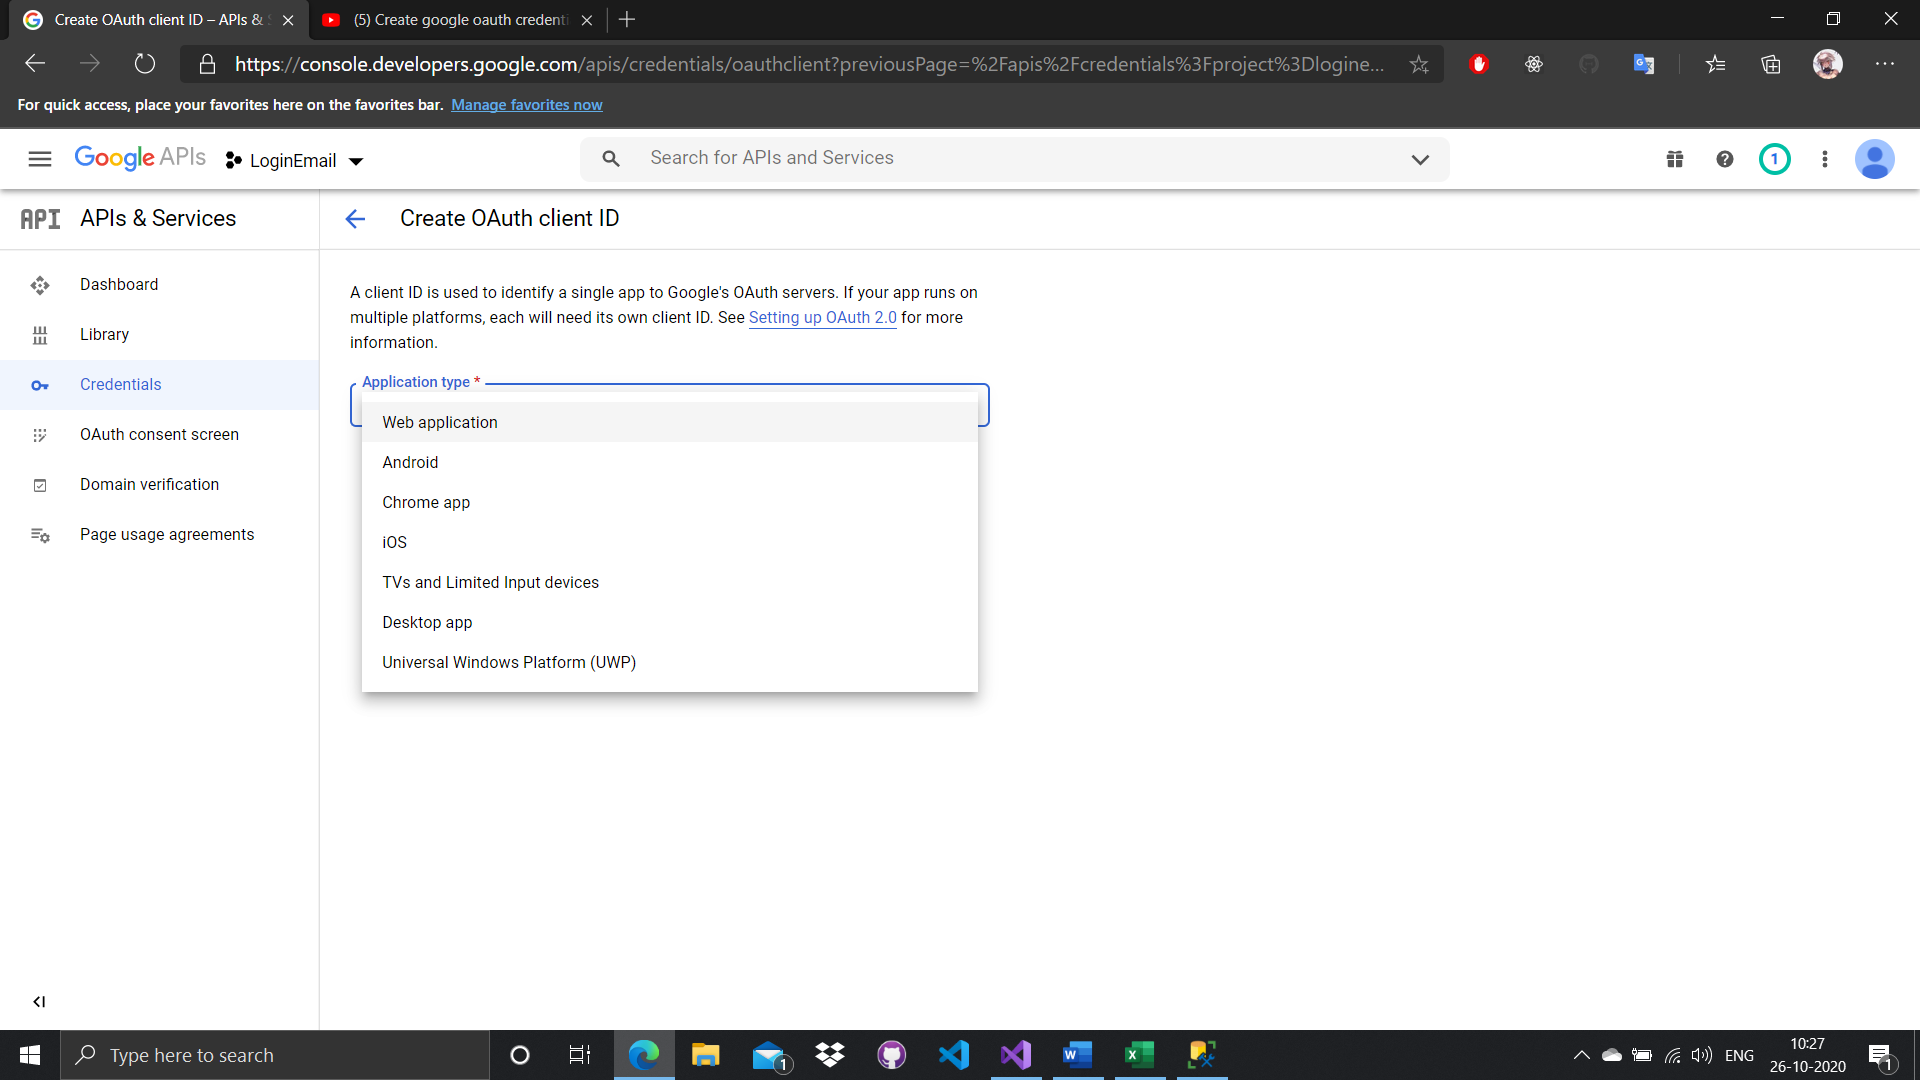 Create OAuth client ID – APIs &
(5) Create google oauth credenti
https://console.developers.google.com/apis/credentials/oauthclient?previousPage=%2Fapis%2Fcredentials%3Fproject%3Dlogine...
For quick access, place your favorites here on the favorites bar. Manage favorites now
Google APIs
LoginEmail
Search for APIs and Services
1
API APIs & Services
Create OAuth client ID
Dashboard
Library
Credentials
OAuth consent screen
Domain verification
Page usage agreements
A client ID is used to identify a single app to Google's OAuth servers. If your app runs on
multiple platforms, each will need its own client ID. See Setting up OAuth 2.0 for more
information.
Application type *
Web application
Android
Chrome app
iOS
TVs and Limited Input devices
Desktop app
Universal Windows Platform (UWP)
Type here to search
1
ENG
10:27
26-10-2020
1